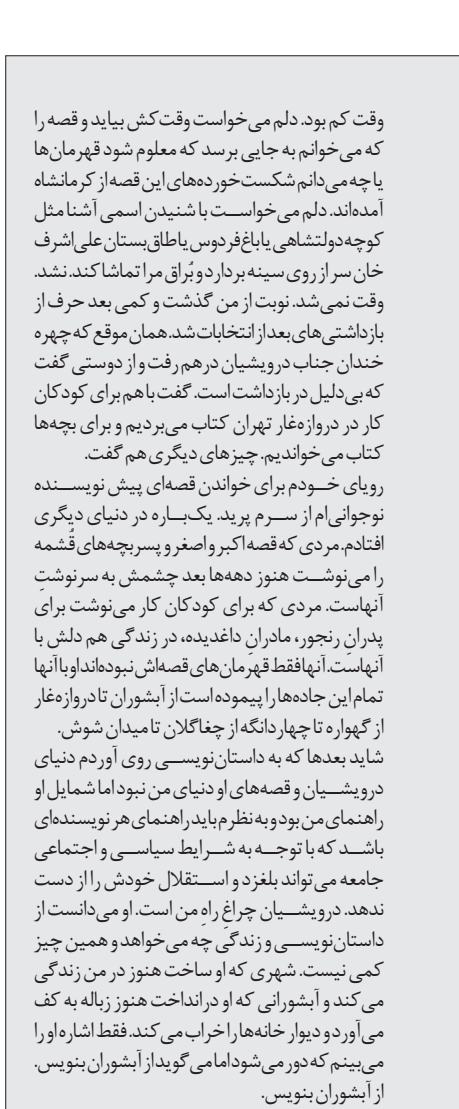 وقت کم بود. دلم می‌خواست وقت کش بیاید و قصه را
که می‌خوانم به جایی برسد که معلوم شود قهرمان‌ها
یا چه می‌دانم شکست‌خورده‌های این قصه از کرمانشاه
آمده‌اند. دلم می‌خواست با شنیدن اسمی آشنا مثل
کوچه دولتشاهی یا باغ فردوس یا طاق‌بستان علی‌اشرف
خان سر از روی سینه بردارد و بُراق مرا تماشا کند. نشد.
وقت نمی‌شد. نوبت از من گذشت و کمی بعد حرف از
بازداشتی‌های بعد از انتخابات شد. همان موقع که چهره
خندان جناب درویشیان درهم رفت و از دوستی گفت
که بی‌دلیل در بازداشت است. گفت با هم برای کودکان
کار در دروازه‌غار تهران کتاب می‌بردیم و برای بچه‌ها
کتاب می‌خواندیم. چیزهای دیگری هم گفت.
رویای خودم برای خواندن قصه‌ای پیش نویسنده
نوجوانی‌ام از سرم پرید. یک‌باره در دنیای دیگری
افتادم. مردی که قصه اکبر و اصغر و پسربچه‌های قُشمه
را می‌نوشت هنوز دهه‌ها بعد چشمش به سرنوشتِ
آنهاست. مردی که برای کودکان کار می‌نوشت برای
پدرانِ رنجور، مادرانِ داغدیده، در زندگی هم دلش با
آنهاست. آنها فقط قهرمان‌های قصه‌اش نبوده‌اند او با آنها
تمام این جاده‌ها را پیموده است از آبشوران تا دروازه‌غار
از گهواره تا چهاردانگه از چغاگلان تا میدان شوش.
شاید بعدها که به داستان‌نویسی روی آوردم دنیای
درویشیان و قصه‌های او دنیای من نبود اما شمایل او
راهنمای من بود و به نظرم باید راهنمای هر نویسنده‌ای
باشد که با توجه به شرایط سیاسی و اجتماعی
جامعه می‌تواند بلغزد و استقلال خودش را از دست
ندهد. درویشیان چراغِ راهِ من است. او می‌دانست از
داستان‌نویسی و زندگی چه می‌خواهد و همین چیز
کمی نیست. شهری که او ساخت هنوز در من زندگی
می‌کند و آبشورانی که او درانداخت هنوز زباله به کف
می‌آورد و دیوار خانه‌ها را خراب می‌کند. فقط اشاره او را
می‌بینم که دور می‌شود اما می‌گوید از آبشوران بنویس.
از آبشوران بنویس.